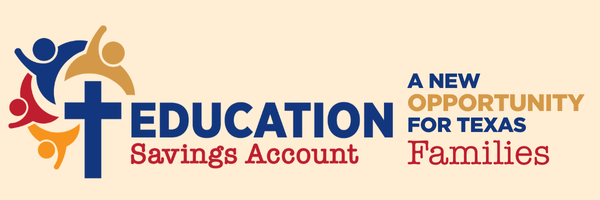 EDUCATION
Savings Account
A NEW
OPPORTUNITY
FOR TEXAS
Families